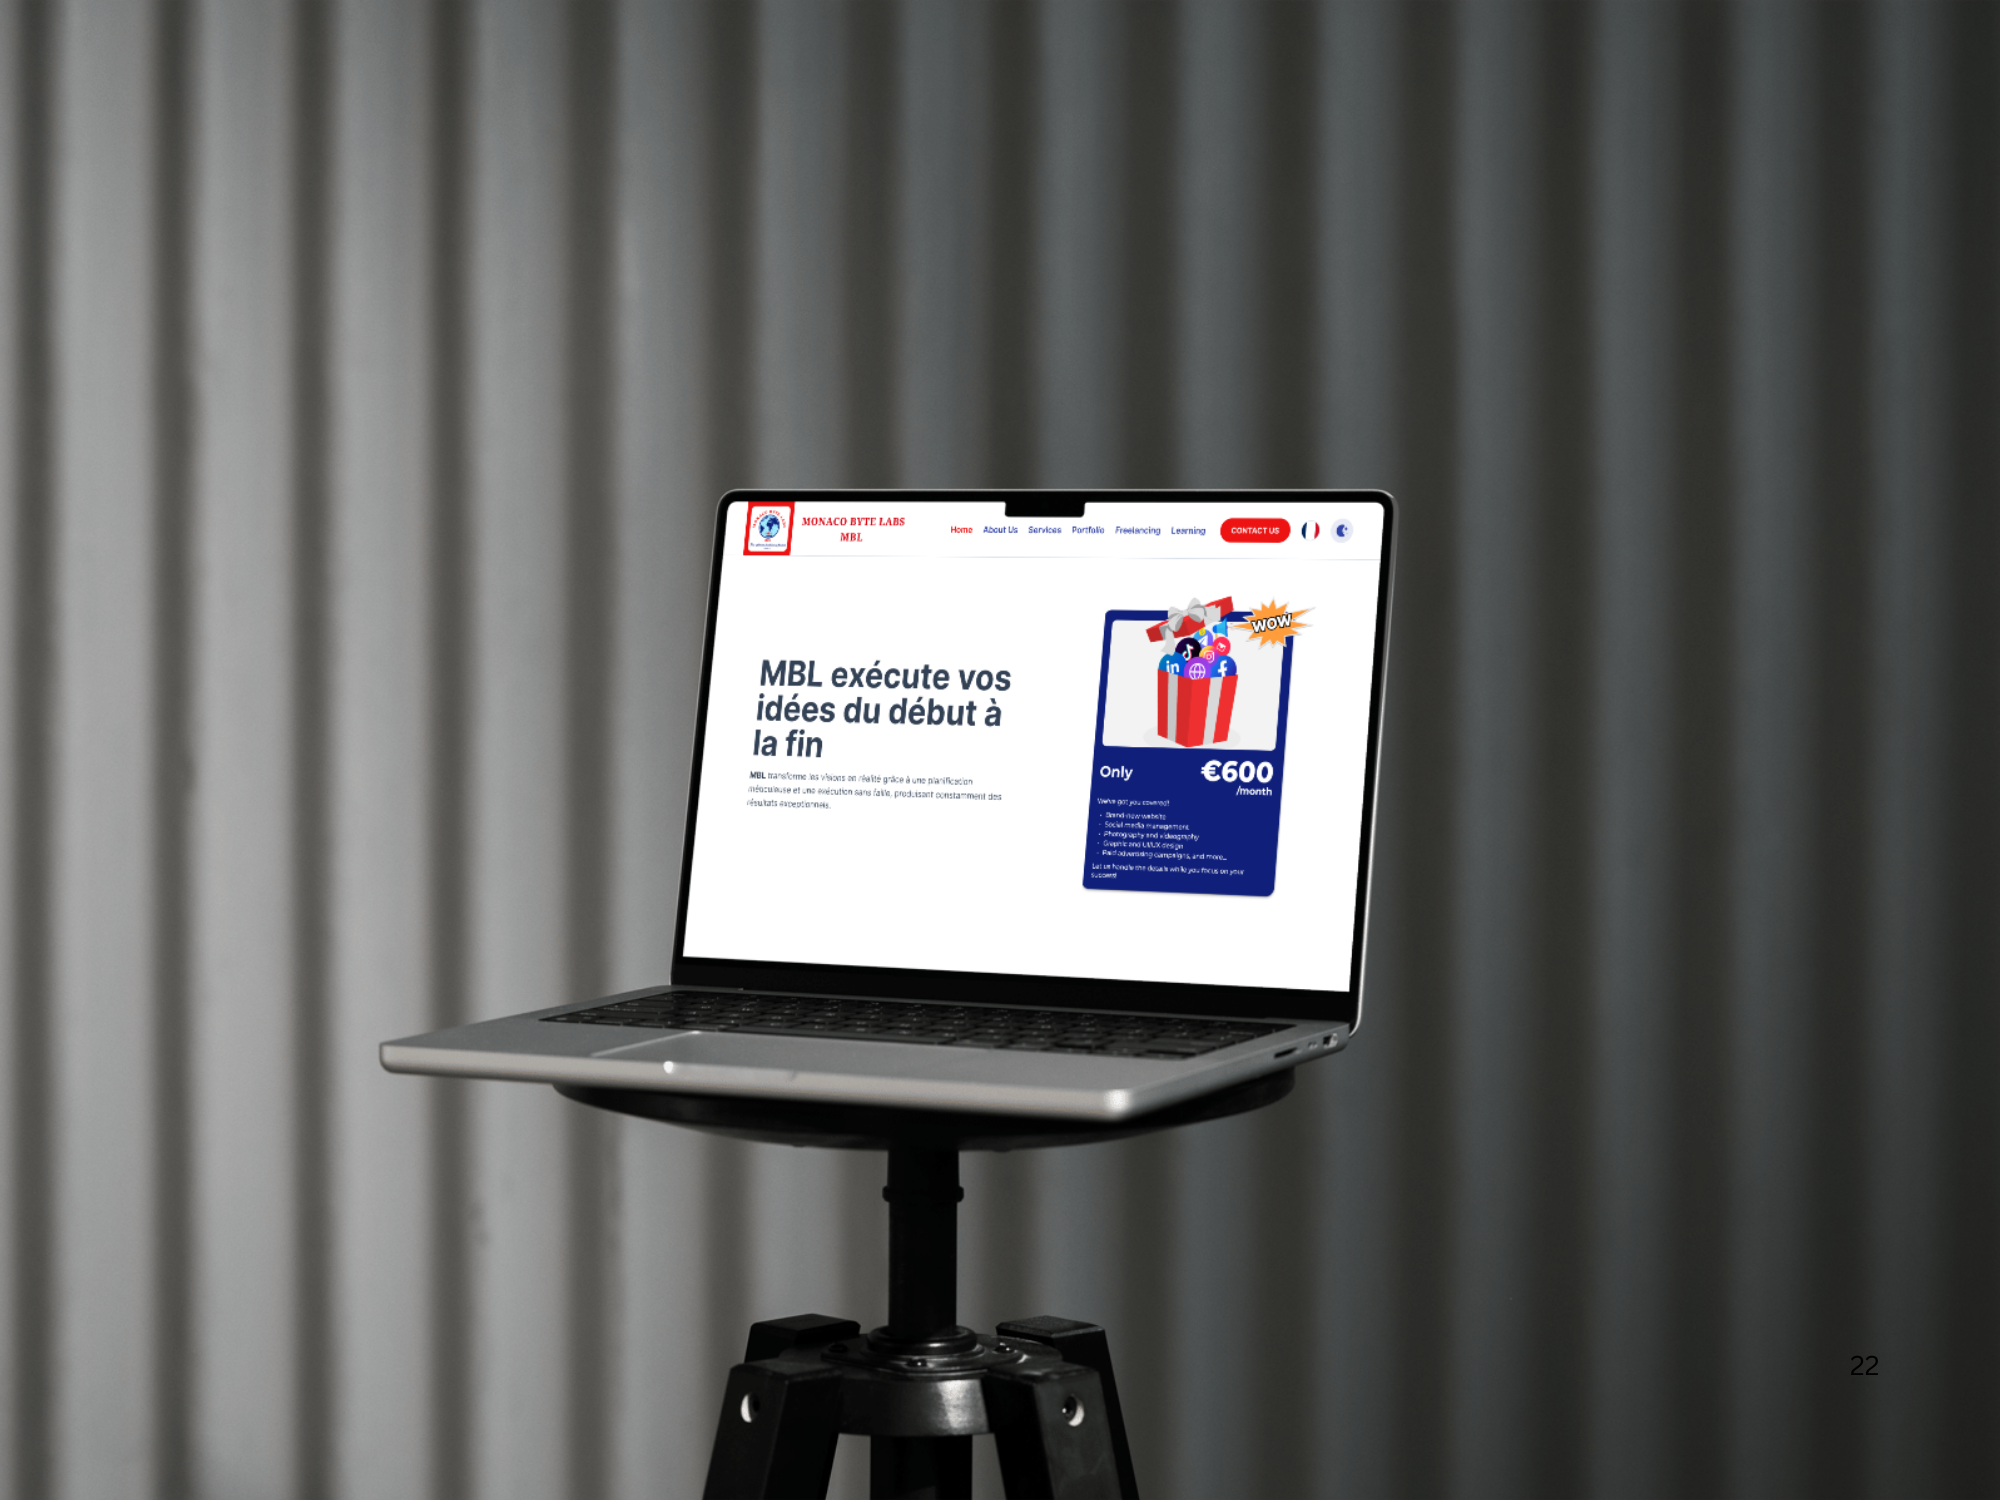 MONACO BYTE LABS
MBL
Home About Us Services Portfolio Freelancing Learning CONTACT US
MBL exécute vos
idées du début à
la fin
MBL transforme les visions en réalité grâce à une planification
méticuleuse et une exécution sans faille, produisant constamment des
résultats exceptionnels.
WOW
in
Only €600
/month
We've got you covered!
- Brand-new website
- Social media management
- Photography and videography
- Graphic and UI/UX design
- Paid advertising campaigns, and more...
Let us handle the details while you focus on your
success!
22